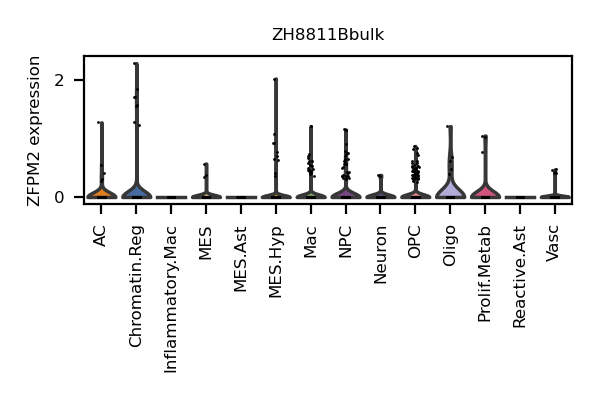 ZH8811Bbulk
ZFPM2 expression
2
0
AC
Chromatin.Reg
Inflammatory.Mac
MES
MES.Ast
MES.Hyp
Mac
NPC
Neuron
OPC
Oligo
Prolif.Metab
Reactive.Ast
Vasc